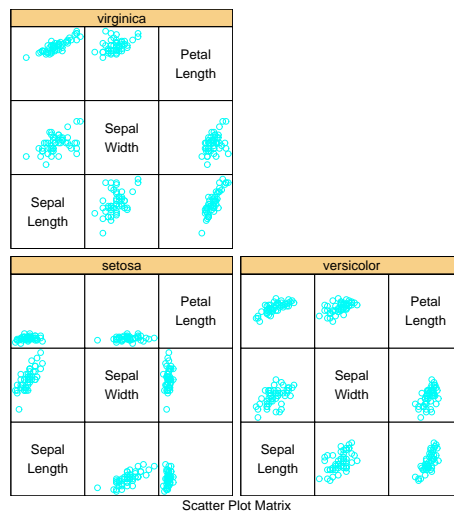 virginica
Petal
Length
Sepal
Width
Sepal
Length
setosa
Petal
Length
Sepal
Width
Sepal
Length
versicolor
Petal
Length
Sepal
Width
Sepal
Length
Scatter Plot Matrix